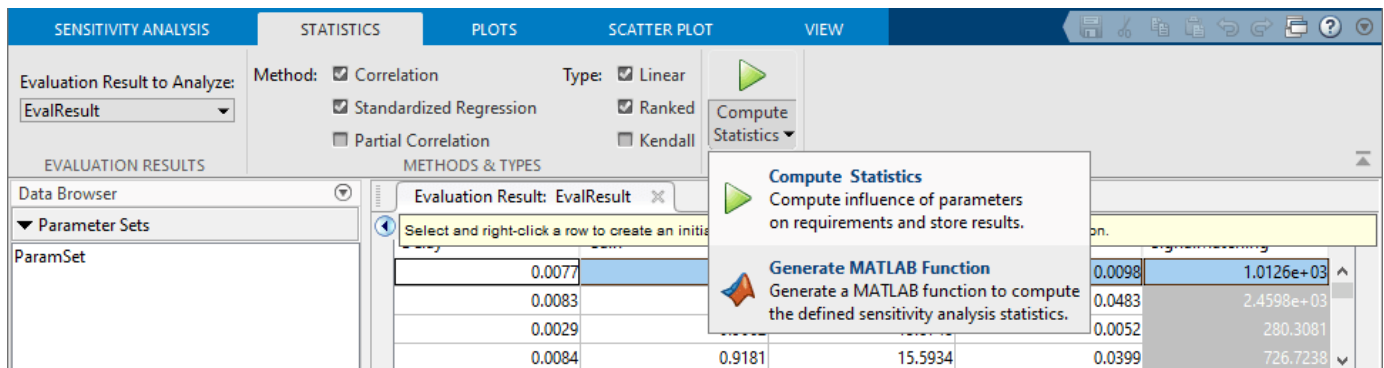 SENSITIVITY ANALYSIS STATISTICS PLOTS SCATTER PLOT VIEW
Evaluation Result to Analyze:
EvalResult
EVALUATION RESULTS
Method: Correlation
Standardized Regression
Partial Correlation
Type: Linear
Ranked
Kendall
METHODS & TYPES
Compute
Statistics
Compute Statistics
Compute influence of parameters
on requirements and store results.
Generate MATLAB Function
Generate a MATLAB function to compute
the defined sensitivity analysis statistics.
Data Browser
Parameter Sets
ParamSet
Evaluation Result: EvalResult
Select and right-click a row to create an initia
on.
0.0077 0.0098 1.0126e+03
0.0083 0.0483 2.4598e+03
0.0029 0.0052 280.3081
0.0084 0.9181 15.5934 0.0399 726.7238